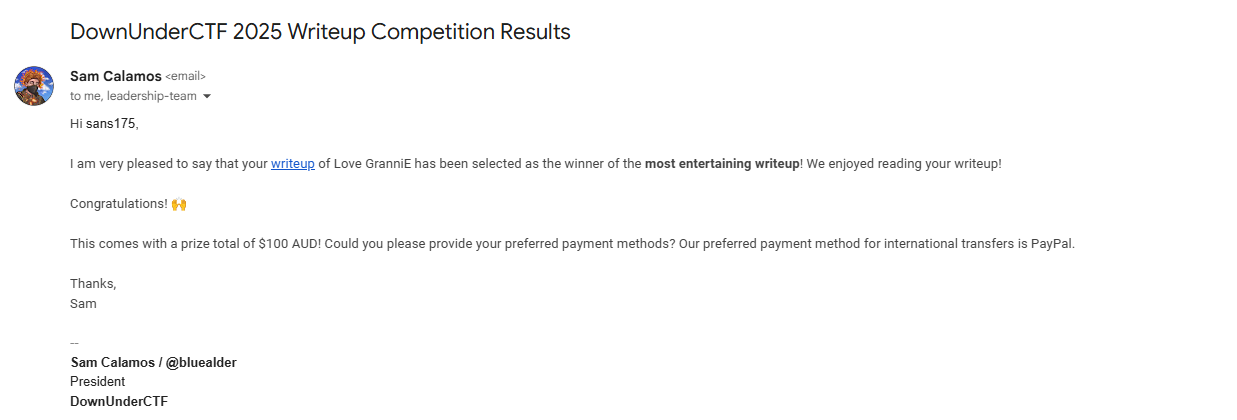 DownUnderCTF 2025 Writeup Competition Results
Sam Calamos <email>
to me, leadership-team
Hi sans175,
I am very pleased to say that your writeup of Love GranniE has been selected as the winner of the most entertaining writeup! We enjoyed reading your writeup!
Congratulations! 🙌
This comes with a prize total of $100 AUD! Could you please provide your preferred payment methods? Our preferred payment method for international transfers is PayPal.
Thanks,
Sam
--
Sam Calamos / @bluealder
President
DownUnderCTF